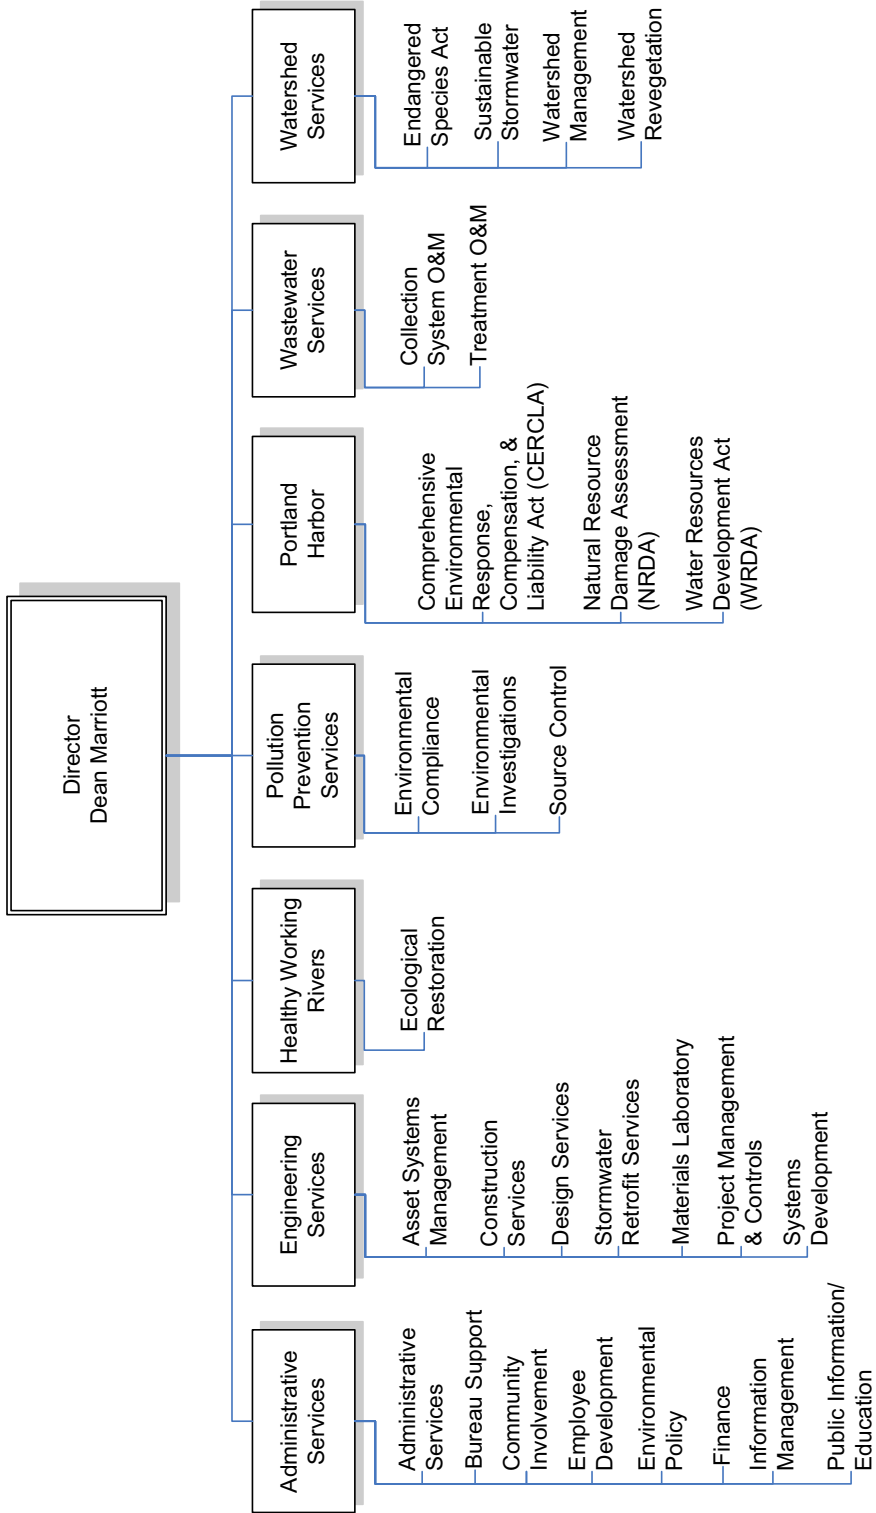 Director
Dean Marriott
Administrative
Services
Administrative
Services
Bureau Support
Community
Involvement
Employee
Development
Environmental
Policy
Finance
Information
Management
Public Information/
Education
Engineering
Services
Asset Systems
Management
Construction
Services
Design Services
Stormwater
Retrofit Services
Materials Laboratory
Project Management
& Controls
Systems
Development
Healthy Working
Rivers
Ecological
Restoration
Pollution
Prevention
Services
Environmental
Compliance
Environmental
Investigations
Source Control
Portland
Harbor
Comprehensive
Environmental
Response,
Compensation, &
Liability Act (CERCLA)
Natural Resource
Damage Assessment
(NRDA)
Water Resources
Development Act
(WRDA)
Wastewater
Services
Collection
System O&M
Treatment O&M
Watershed
Services
Endangered
Species Act
Sustainable
Stormwater
Watershed
Management
Watershed
Revegetation